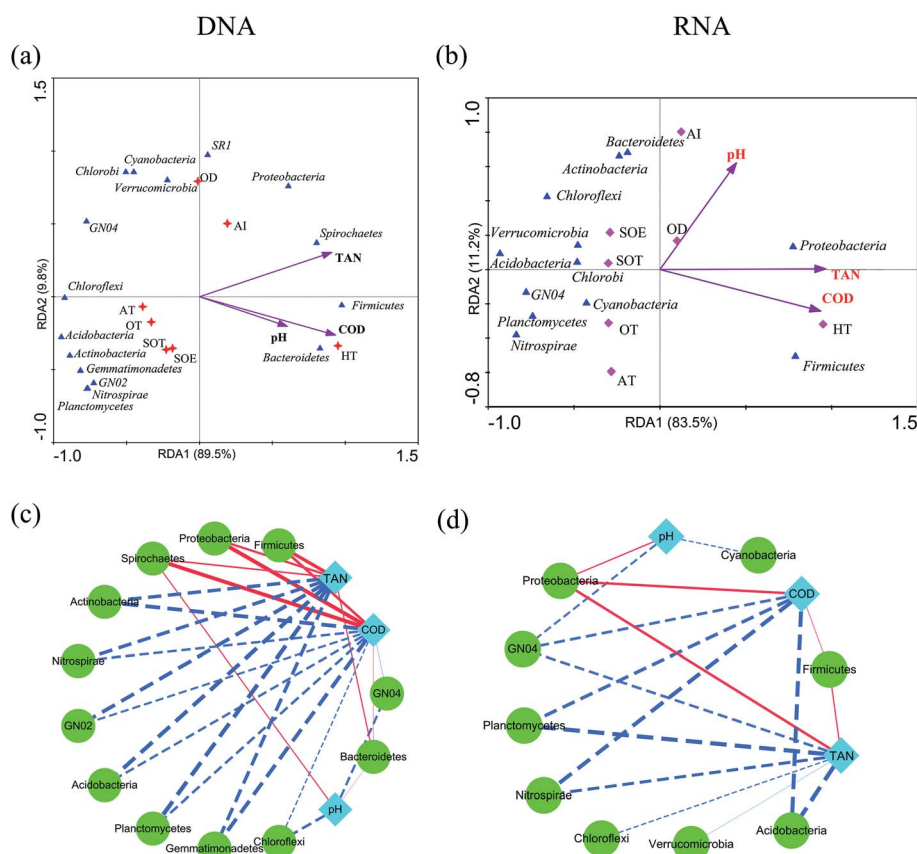 DNA
RNA
(a)
1.5
SR1
Cyanobacteria
Chlorobi
OD
Verrucomicrobia
Proteobacteria
GN04
AI
Spirochaetes
TAN
RDA2 (9.8%)
Chloroflexi
AT
Firmicutes
OT
COD
Acidobacteria
pH
SOT
SOE
Actinobacteria
Bacteroidetes
HT
Gemmatimonadetes
GN02
Nitrospirae
Planctomycetes
-1.0
-1.0
RDA1 (89.5%)
1.5
(b)
1.0
AI
Bacteroidetes
pH
Actinobacteria
Chloroflexi
Verrucomicrobia
SOE
OD
Proteobacteria
SOT
Acidobacteria
TAN
Chlorobi
RDA2 (11.2%)
GN04
COD
Cyanobacteria
Planctomycetes
OT
HT
Nitrospirae
Firmicutes
AT
-0.8
-1.0
RDA1 (83.5%)
1.5
(c)
Proteobacteria
Firmicutes
Spirochaetes
TAN
Actinobacteria
COD
Nitrospirae
GN04
GN02
Bacteroidetes
Acidobacteria
pH
Planctomycetes
Chloroflexi
Gemmatimonadetes
(d)
pH
Cyanobacteria
Proteobacteria
COD
GN04
Firmicutes
Planctomycetes
TAN
Nitrospirae
Acidobacteria
Chloroflexi
Verrucomicrobia